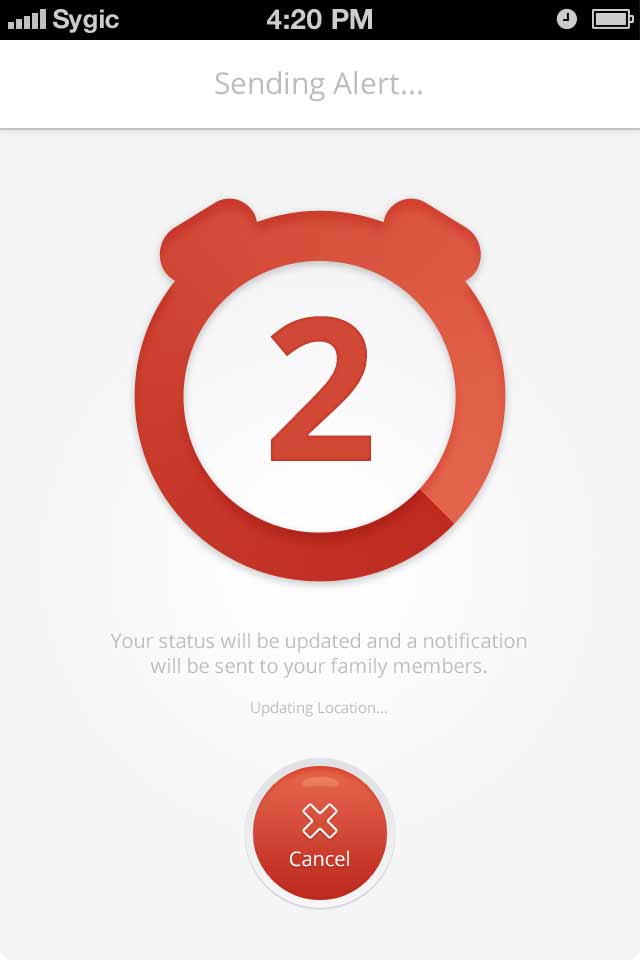 Sygic 4:20 PM
Sending Alert...
2
Your status will be updated and a notification
will be sent to your family members.
Updating Location...
Cancel